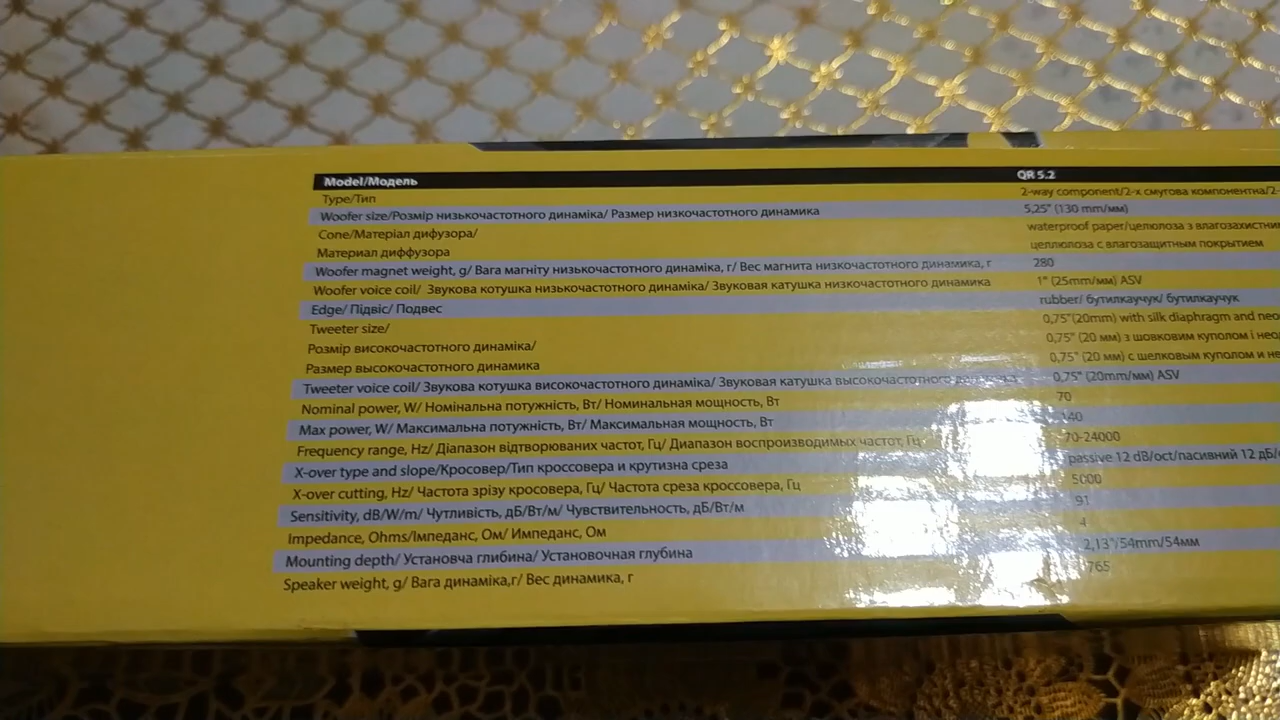 Model/Модель QR 5.2
Type/Тип 2-way component/2-х смугова компонентна/2-
Woofer size/Розмір низькочастотного динаміка/ Размер низкочастотного динамика 5,25" (130 mm/мм)
Cone/Матеріал дифузора/ waterproof paper/целюлоза з
Материал диффузора целлюлоза с влагозащитным покрытием
Woofer magnet weight, g/ Вага магніту низькочастотного динаміка, г/ Вес магнита низкочастотного динамика, г 280
Woofer voice coil/ Звукова котушка низькочастотного динаміка/ Звуковая катушка низкочастотного динамика 1" (25mm/мм) ASV
Edge/ Підвіс/ Подвес rubber/ бутилкаучук/ бутилкаучук
Tweeter size/ 0,75"(20mm) with silk diaphragm and neo
Розмір високочастотного динаміка/ 0,75" (20 мм) з шовковим куполом і
Размер высокочастотного динамика 0,75" (20 мм) с шелковым куполом и
Tweeter voice coil/ Звукова котушка високочастотного динаміка/ Звуковая катушка высокочастотного динамика 0,75" (20mm/мм) ASV
Nominal power, W/ Номінальна потужність, Вт/ Номинальная мощность, Вт 70
Max power, W/ Максимальна потужність, Вт/ Максимальная мощность, Вт 140
Frequency range, Hz/ Діапазон відтворюваних частот, Гц/ Диапазон воспроизводимых частот, Гц 70-24000
X-over type and slope/Кросовер/Тип кроссовера и крутизна среза passive 12 dB/oct/пасивний 12 дБ/
X-over cutting, Hz/ Частота зрізу кросовера, Гц/ Частота среза кроссовера, Гц 5000
Sensitivity, dB/W/m/ Чутливість, дБ/Вт/м/ Чувствительность, дБ/Вт/м 91
Impedance, Ohms/Імпеданс, Ом/ Импеданс, Ом 4
Mounting depth/ Установча глибина/ Установочная глубина 2,13"/54mm/54мм
Speaker weight, g/ Вага динаміка,г/ Вес динамика, г 765